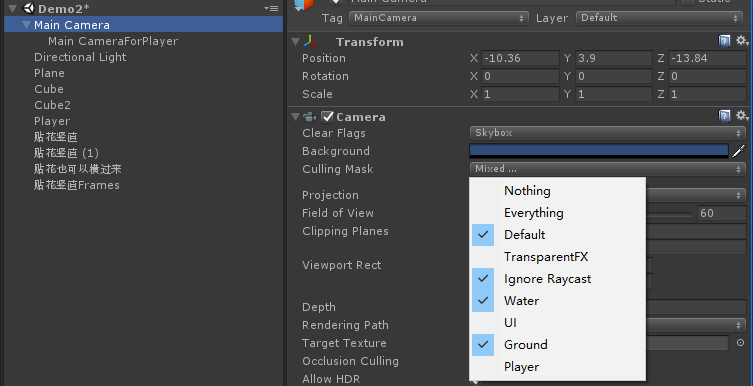 Demo2*
Main Camera
Main CameraForPlayer
Directional Light
Plane
Cube
Cube2
Player
贴花竖直
贴花竖直 (1)
贴花也可以横过来
贴花竖直Frames
Main Camera Static
Tag MainCamera Layer Default
Transform
Position X -10.36 Y 3.9 Z -13.84
Rotation X 0 Y 0 Z 0
Scale X 1 Y 1 Z 1
Camera
Clear Flags Skybox
Background
Culling Mask Mixed ...
Projection
Field of View 60
Clipping Planes
Viewport Rect
Depth
Rendering Path
Target Texture
Occlusion Culling
Allow HDR
Nothing
Everything
Default
TransparentFX
Ignore Raycast
Water
UI
Ground
Player